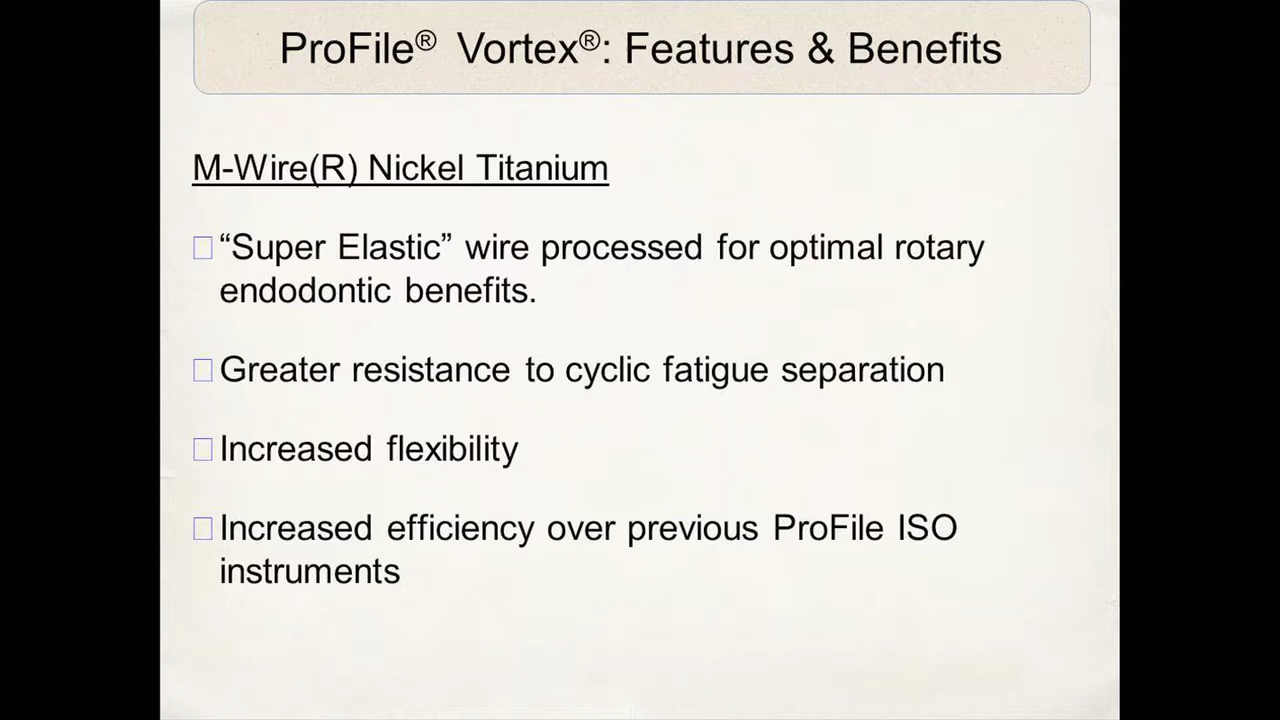 ProFile® Vortex®: Features & Benefits
M-Wire(R) Nickel Titanium
“Super Elastic” wire processed for optimal rotary
endodontic benefits.
Greater resistance to cyclic fatigue separation
Increased flexibility
Increased efficiency over previous ProFile ISO
instruments